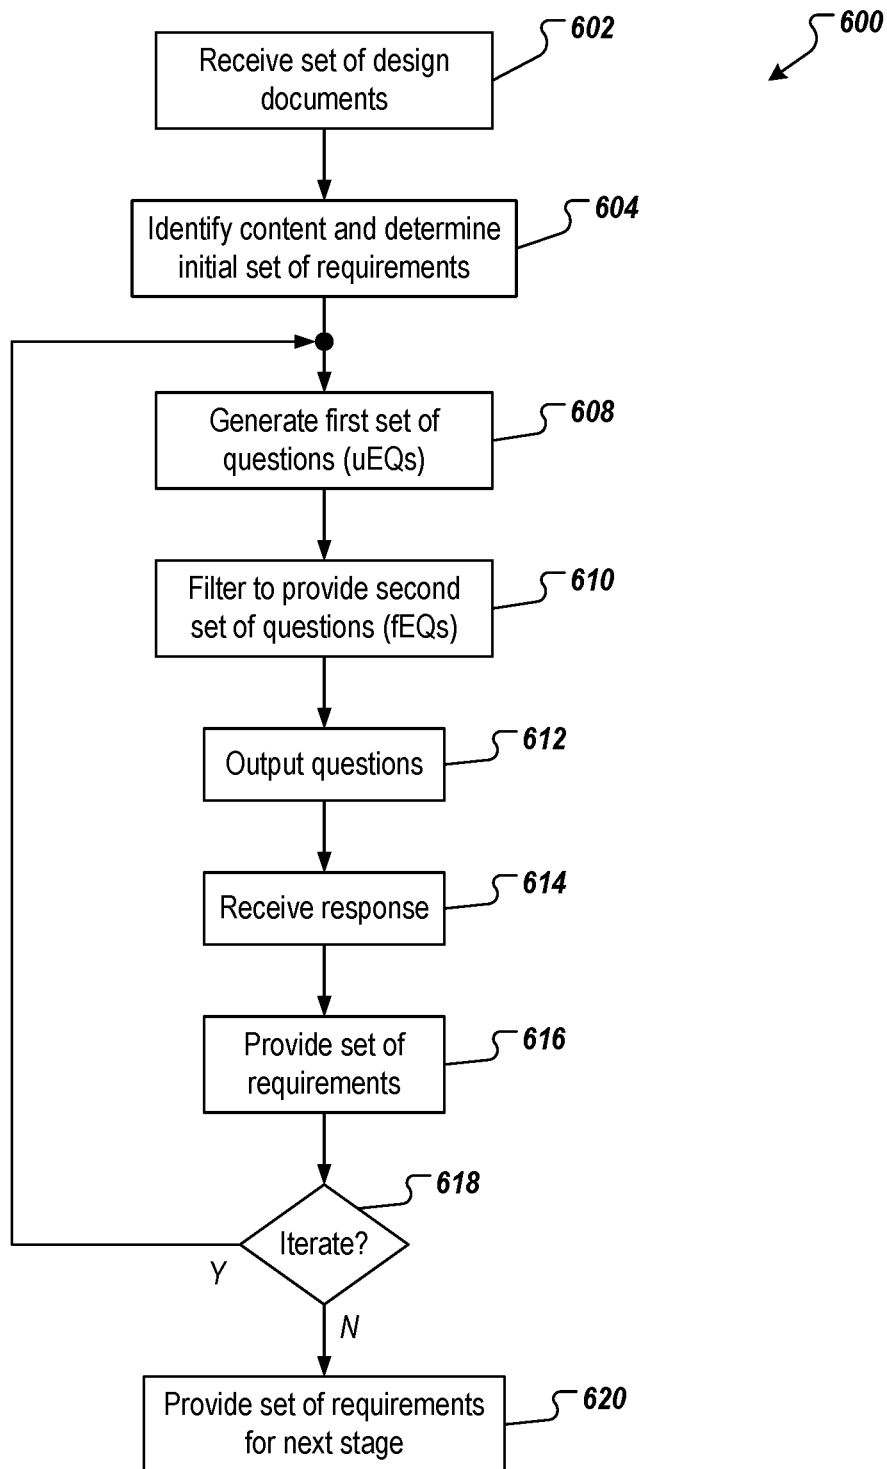 600
602
Receive set of design
documents
604
Identify content and determine
initial set of requirements
608
Generate first set of
questions (uEQs)
610
Filter to provide second
set of questions (fEQs)
612
Output questions
614
Receive response
616
Provide set of
requirements
618
Iterate?
Y
N
620
Provide set of requirements
for next stage